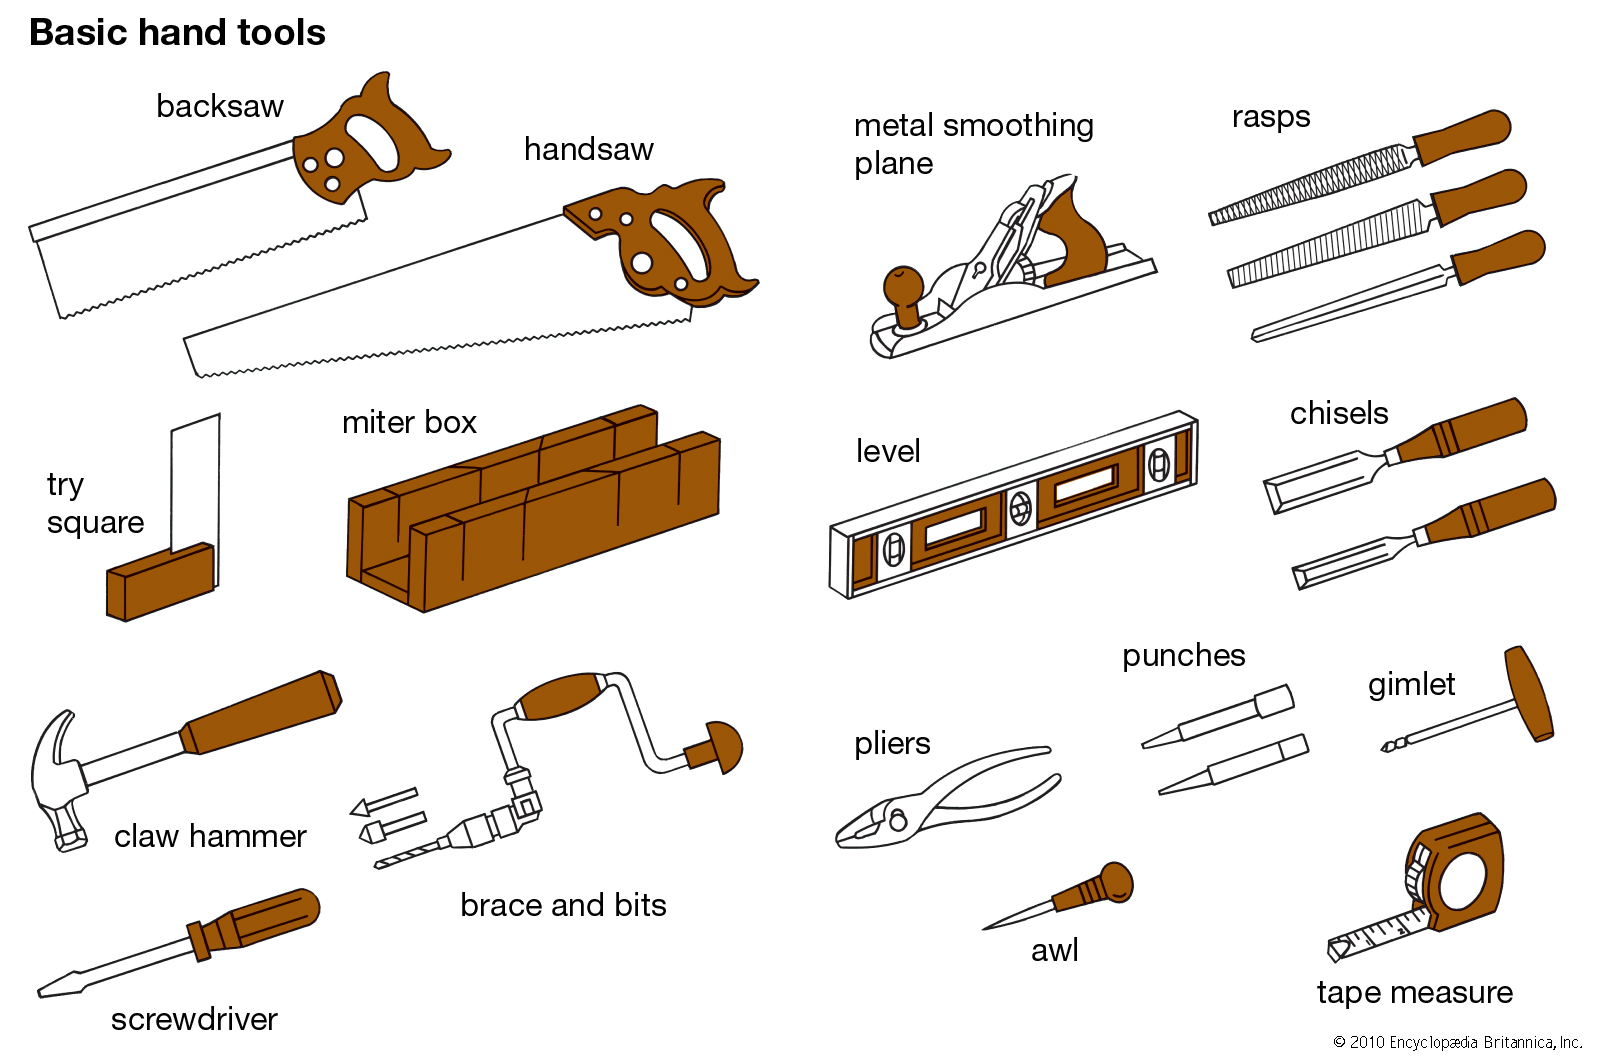 Basic hand tools
backsaw
handsaw
metal smoothing
plane
rasps
try
square
miter box
level
chisels
claw hammer
brace and bits
screwdriver
pliers
punches
gimlet
awl
tape measure
© 2010 Encyclopædia Britannica, Inc.